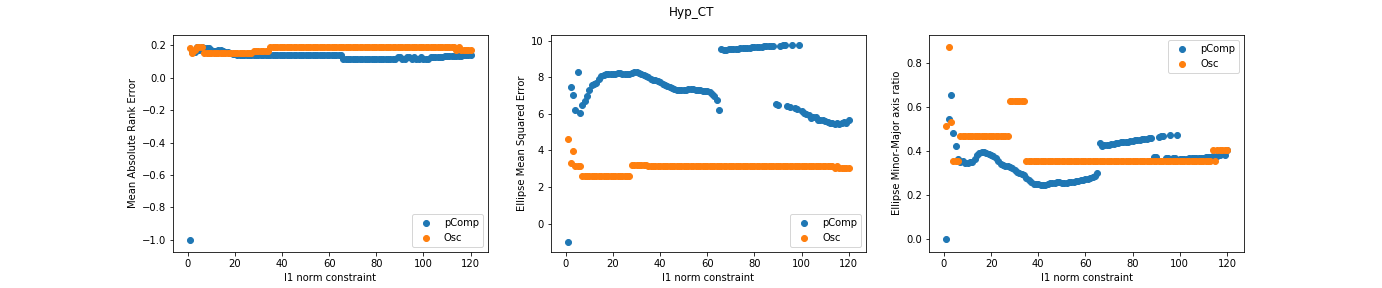 Hyp_CT
Mean Absolute Rank Error
0.2
0.0
−0.2
−0.4
−0.6
−0.8
−1.0
0 20 40 60 80 100 120
l1 norm constraint
pComp
Osc
Ellipse Mean Squared Error
10
8
6
4
2
0
0 20 40 60 80 100 120
l1 norm constraint
pComp
Osc
Ellipse Minor-Major axis ratio
0.8
0.6
0.4
0.2
0.0
0 20 40 60 80 100 120
l1 norm constraint
pComp
Osc